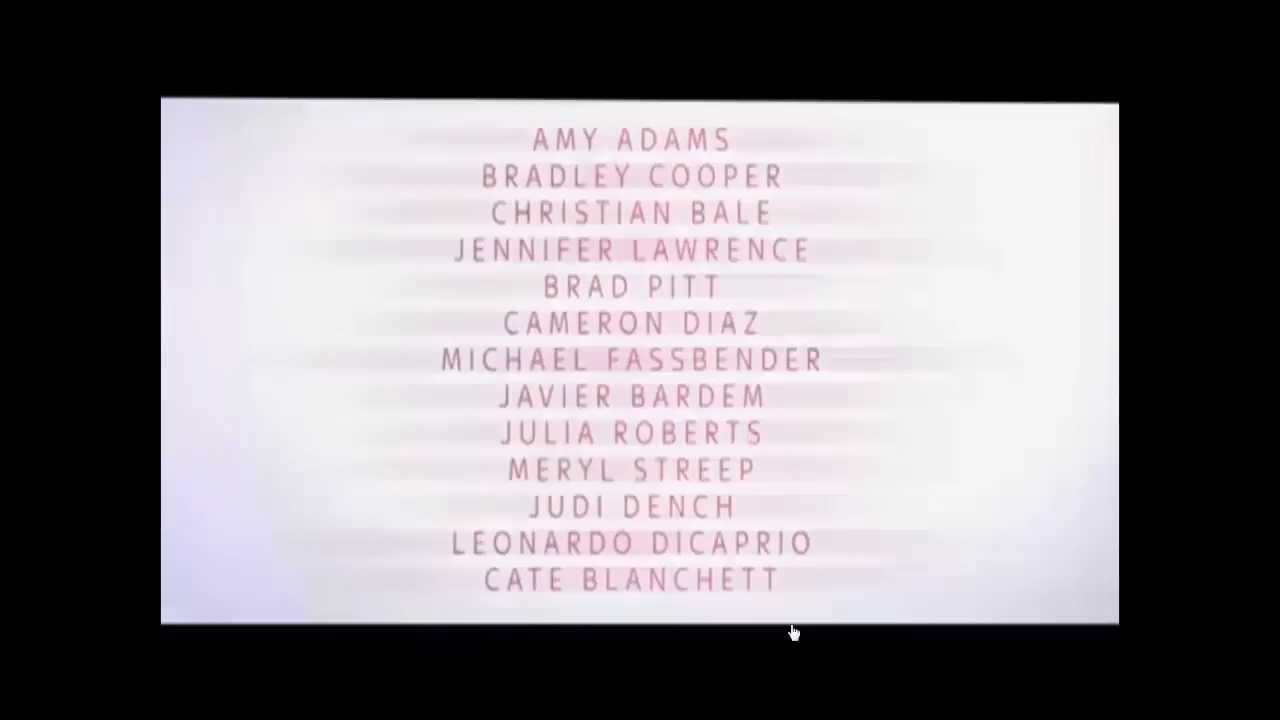 AMY ADAMS
BRADLEY COOPER
CHRISTIAN BALE
JENNIFER LAWRENCE
BRAD PITT
CAMERON DIAZ
MICHAEL FASSBENDER
JAVIER BARDEM
JULIA ROBERTS
MERYL STREEP
JUDI DENCH
LEONARDO DICAPRIO
CATE BLANCHETT